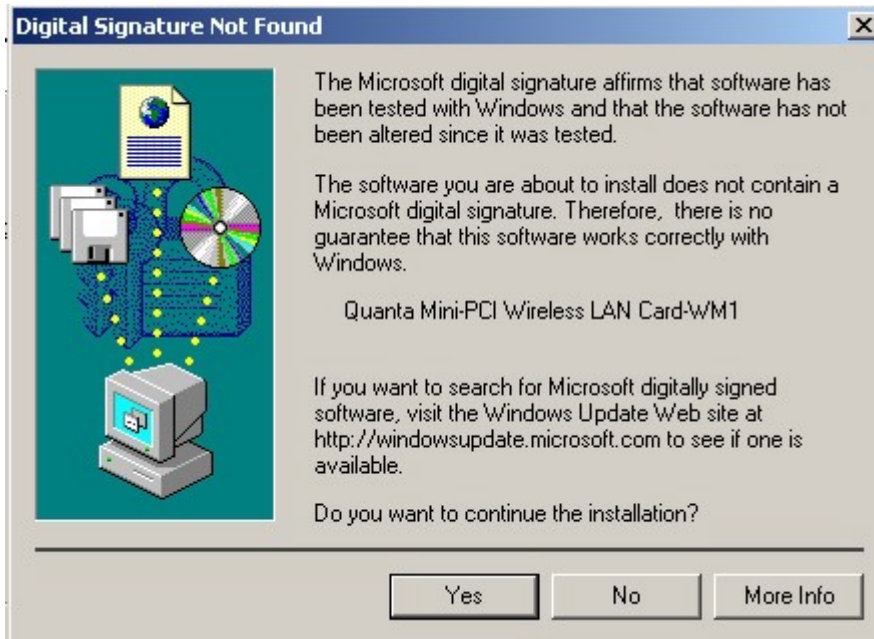 Digital Signature Not Found
The Microsoft digital signature affirms that software has
been tested with Windows and that the software has not
been altered since it was tested.
The software you are about to install does not contain a
Microsoft digital signature. Therefore, there is no
guarantee that this software works correctly with
Windows.
Quanta Mini-PCI Wireless LAN Card-WM1
If you want to search for Microsoft digitally signed
software, visit the Windows Update Web site at
http://windowsupdate.microsoft.com to see if one is
available.
Do you want to continue the installation?
Yes
No
More Info